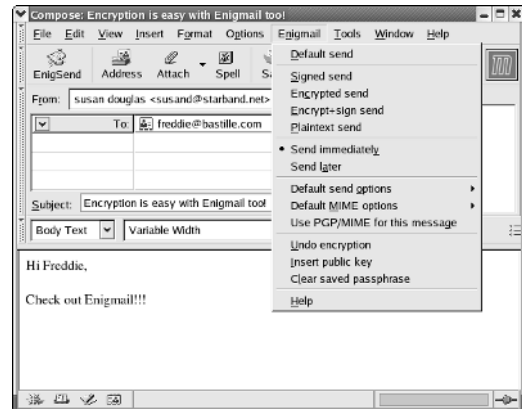 Compose: Encryption is easy with Enigmail too!
File Edit View Insert Format Options Enigmail Tools Window Help
EnigSend Address Attach Spell
From: susan douglas <susand@starband.net>
To: freddie@bastille.com
Subject: Encryption is easy with Enigmail too!
Body Text Variable Width
Default send
Signed send
Encrypted send
Encrypt+sign send
Plaintext send
• Send immediately
Send later
Default send options
Default MIME options
Use PGP/MIME for this message
Undo encryption
Insert public key
Clear saved passphrase
Help
Hi Freddie,
Check out Enigmail!!!